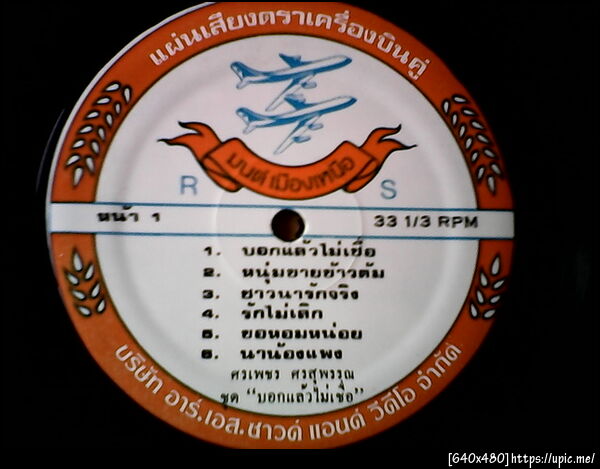 แผ่นเสียงตราเครื่องบินคู่
มนต์เมืองเหนือ
R S
หน้า 1 33 1/3 RPM
1. บอกแล้วไม่เชื่อ
2. หนุ่มขายข้าวต้ม
3. ชาวนารักจริง
4. รักไม่เลิก
5. ขอหอมหน่อย
6. นาน้องแพง
ศรเพชร ศรสุพรรณ
ชุด "บอกแล้วไม่เชื่อ"
บริษัท อาร์.เอส.ซาวด์ แอนด์ วีดีโอ จำกัด
[640x480]https://upic.me/